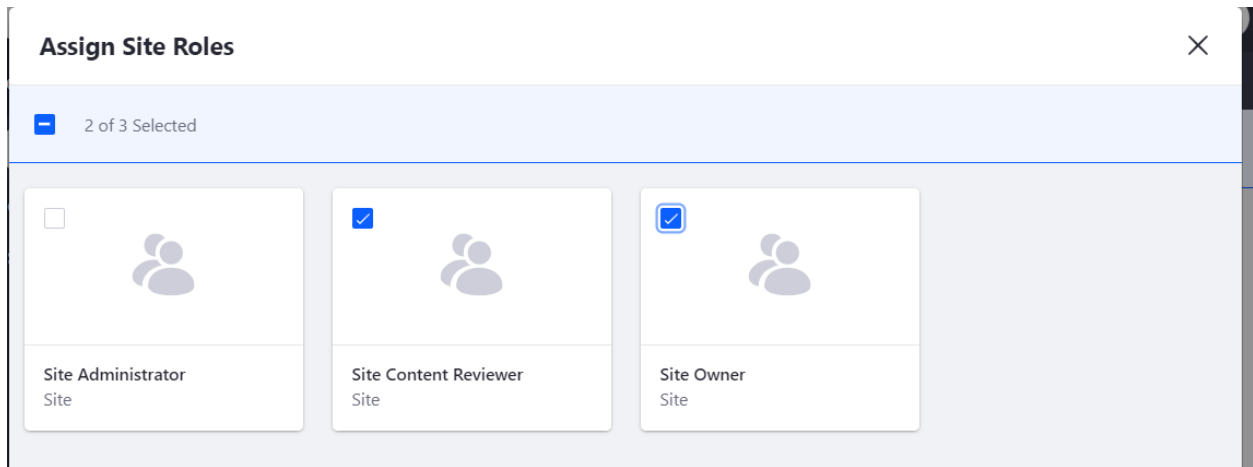 Assign Site Roles
2 of 3 Selected
Site Administrator
Site
Site Content Reviewer
Site
Site Owner
Site